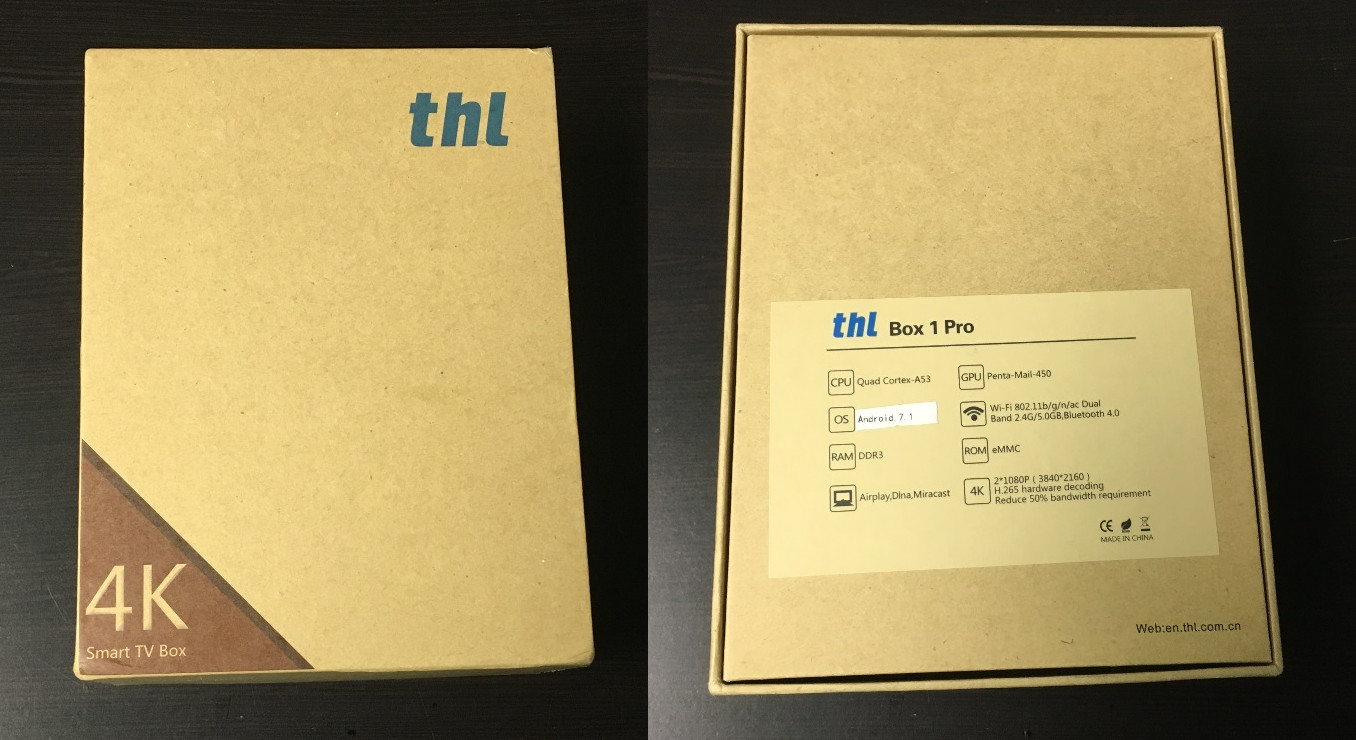 thl
4K
Smart TV Box
thl Box 1 Pro
CPU Quad Cortex-A53
GPU Penta-Mail-450
OS Android 7.1
Wi-Fi 802.11b/g/n/ac Dual
Band 2.4G/5.0GB,Bluetooth 4.0
RAM DDR3
ROM eMMC
Airplay,Dlna,Miracast
4K 2*1080P ( 3840*2160 )
H.265 hardware decoding
Reduce 50% bandwidth requirement
CE
MADE IN CHINA
Web:en.thl.com.cn